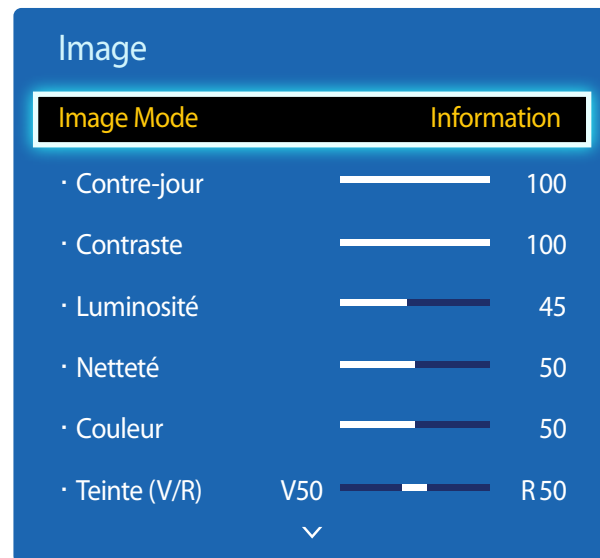 Image
Image Mode Information
· Contre-jour 100
· Contraste 100
· Luminosité 45
· Netteté 50
· Couleur 50
· Teinte (V/R) V50 R50